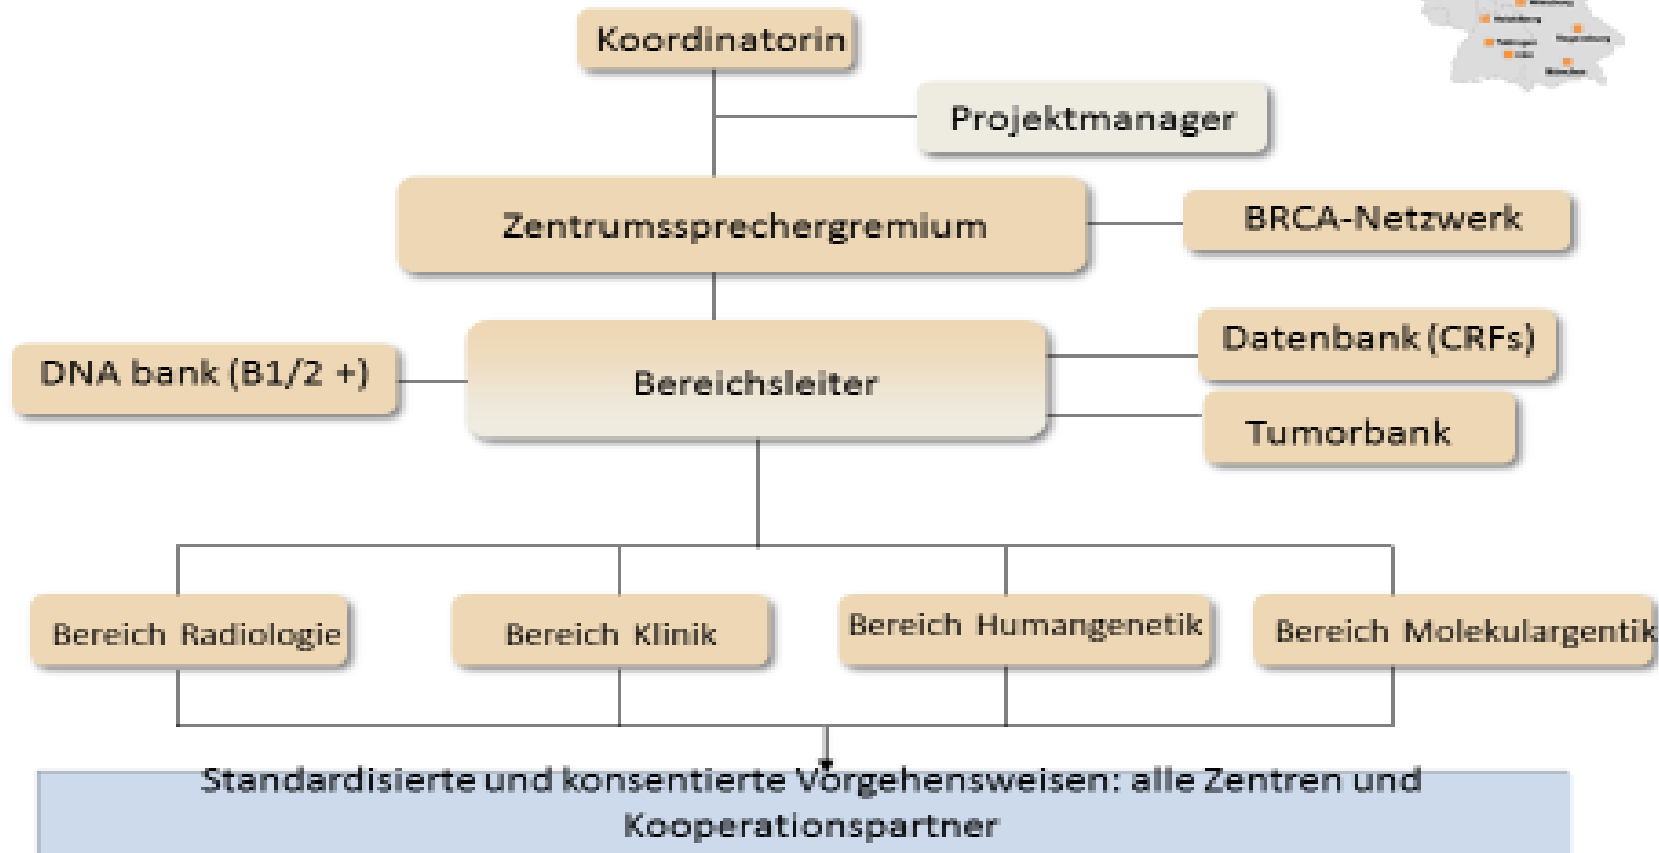 Koordinatorin
Projektmanager
Zentrumssprechergremium
BRCA-Netzwerk
Datenbank (CRFs)
DNA bank (B1/2 +)
Bereichsleiter
Tumorbank
Bereich Radiologie
Bereich Klinik
Bereich Humangenetik
Bereich Molekulargentik
Standardisierte und konsentierte Vorgehensweisen: alle Zentren und
Kooperationspartner